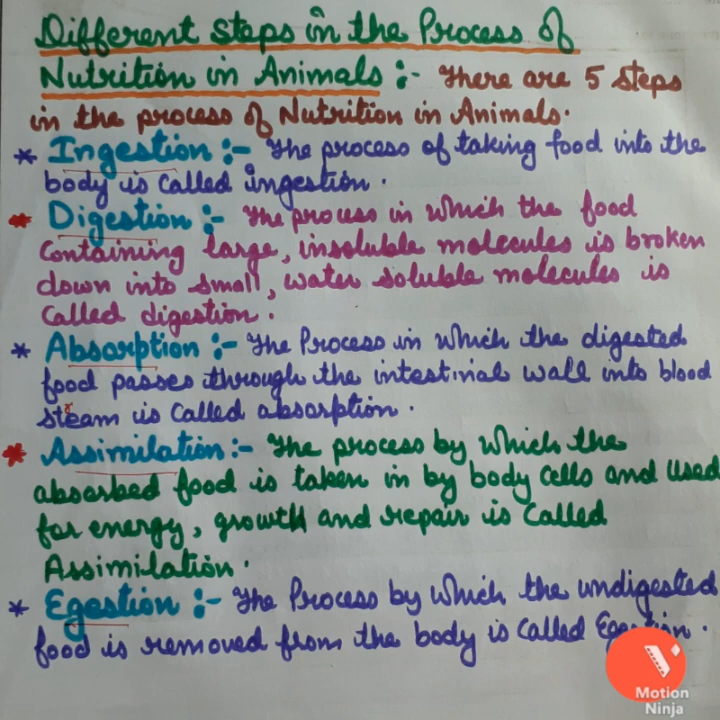 Different steps in the Process of
Nutrition in Animals :- There are 5 steps
in the process of Nutrition in Animals.
* Ingestion :- The process of taking food into the
body is called ingestion.
* Digestion :- The process in which the food
Containing large, insoluble molecules is broken
down into small, water soluble molecules is
Called digestion.
* Absorption :- The Process in which the digested
food passes through the intestinal wall into blood
stream is Called absorption.
* Assimilation :- The process by which the
absorbed food is taken in by body cells and used
for energy, growth and repair is Called
Assimilation.
* Egestion :- The Process by which the undigested
food is removed from the body is Called Egestion.
Motion
Ninja